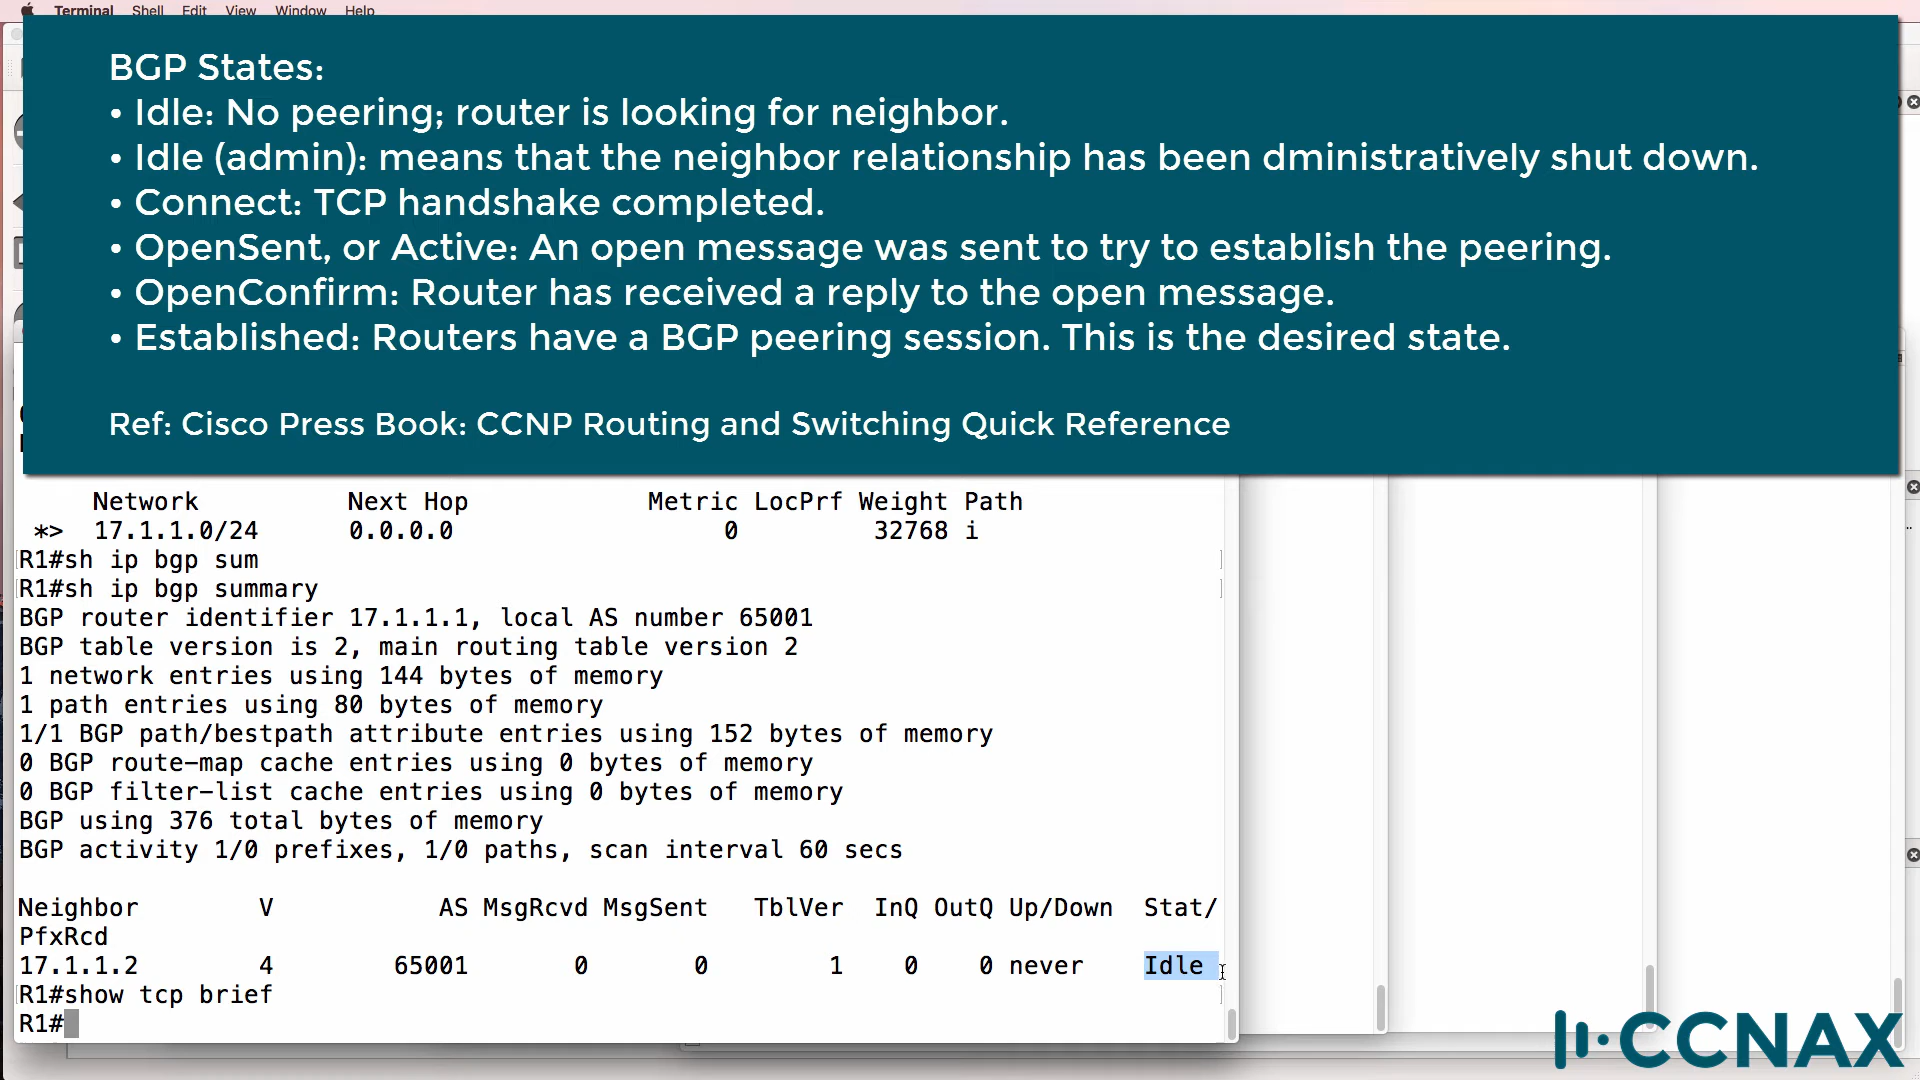 Terminal Shell Edit View Window Help
BGP States:
• Idle: No peering; router is looking for neighbor.
• Idle (admin): means that the neighbor relationship has been dministratively shut down.
• Connect: TCP handshake completed.
• OpenSent, or Active: An open message was sent to try to establish the peering.
• OpenConfirm: Router has received a reply to the open message.
• Established: Routers have a BGP peering session. This is the desired state.
Ref: Cisco Press Book: CCNP Routing and Switching Quick Reference
Network Next Hop Metric LocPrf Weight Path
*> 17.1.1.0/24 0.0.0.0 0 32768 i
R1#sh ip bgp sum
R1#sh ip bgp summary
BGP router identifier 17.1.1.1, local AS number 65001
BGP table version is 2, main routing table version 2
1 network entries using 144 bytes of memory
1 path entries using 80 bytes of memory
1/1 BGP path/bestpath attribute entries using 152 bytes of memory
0 BGP route-map cache entries using 0 bytes of memory
0 BGP filter-list cache entries using 0 bytes of memory
BGP using 376 total bytes of memory
BGP activity 1/0 prefixes, 1/0 paths, scan interval 60 secs
Neighbor V AS MsgRcvd MsgSent TblVer InQ OutQ Up/Down Stat/
PfxRcd
17.1.1.2 4 65001 0 0 1 0 0 never Idle
R1#show tcp brief
R1#
CCNAX